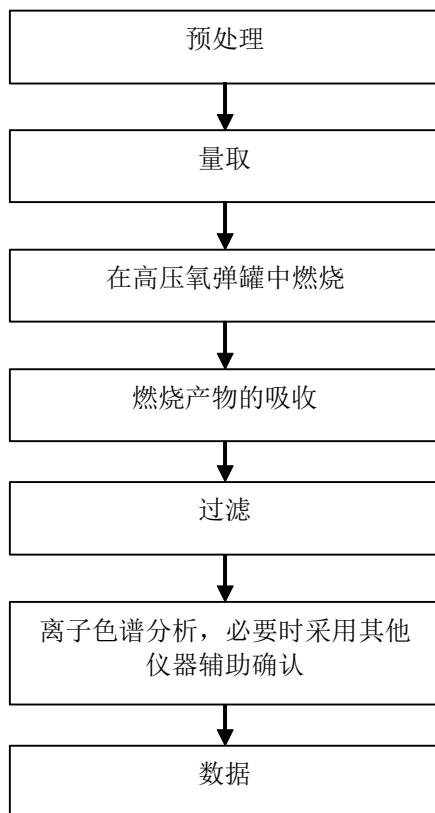 预处理
量取
在高压氧弹罐中燃烧
燃烧产物的吸收
过滤
离子色谱分析，必要时采用其他
仪器辅助确认
数据